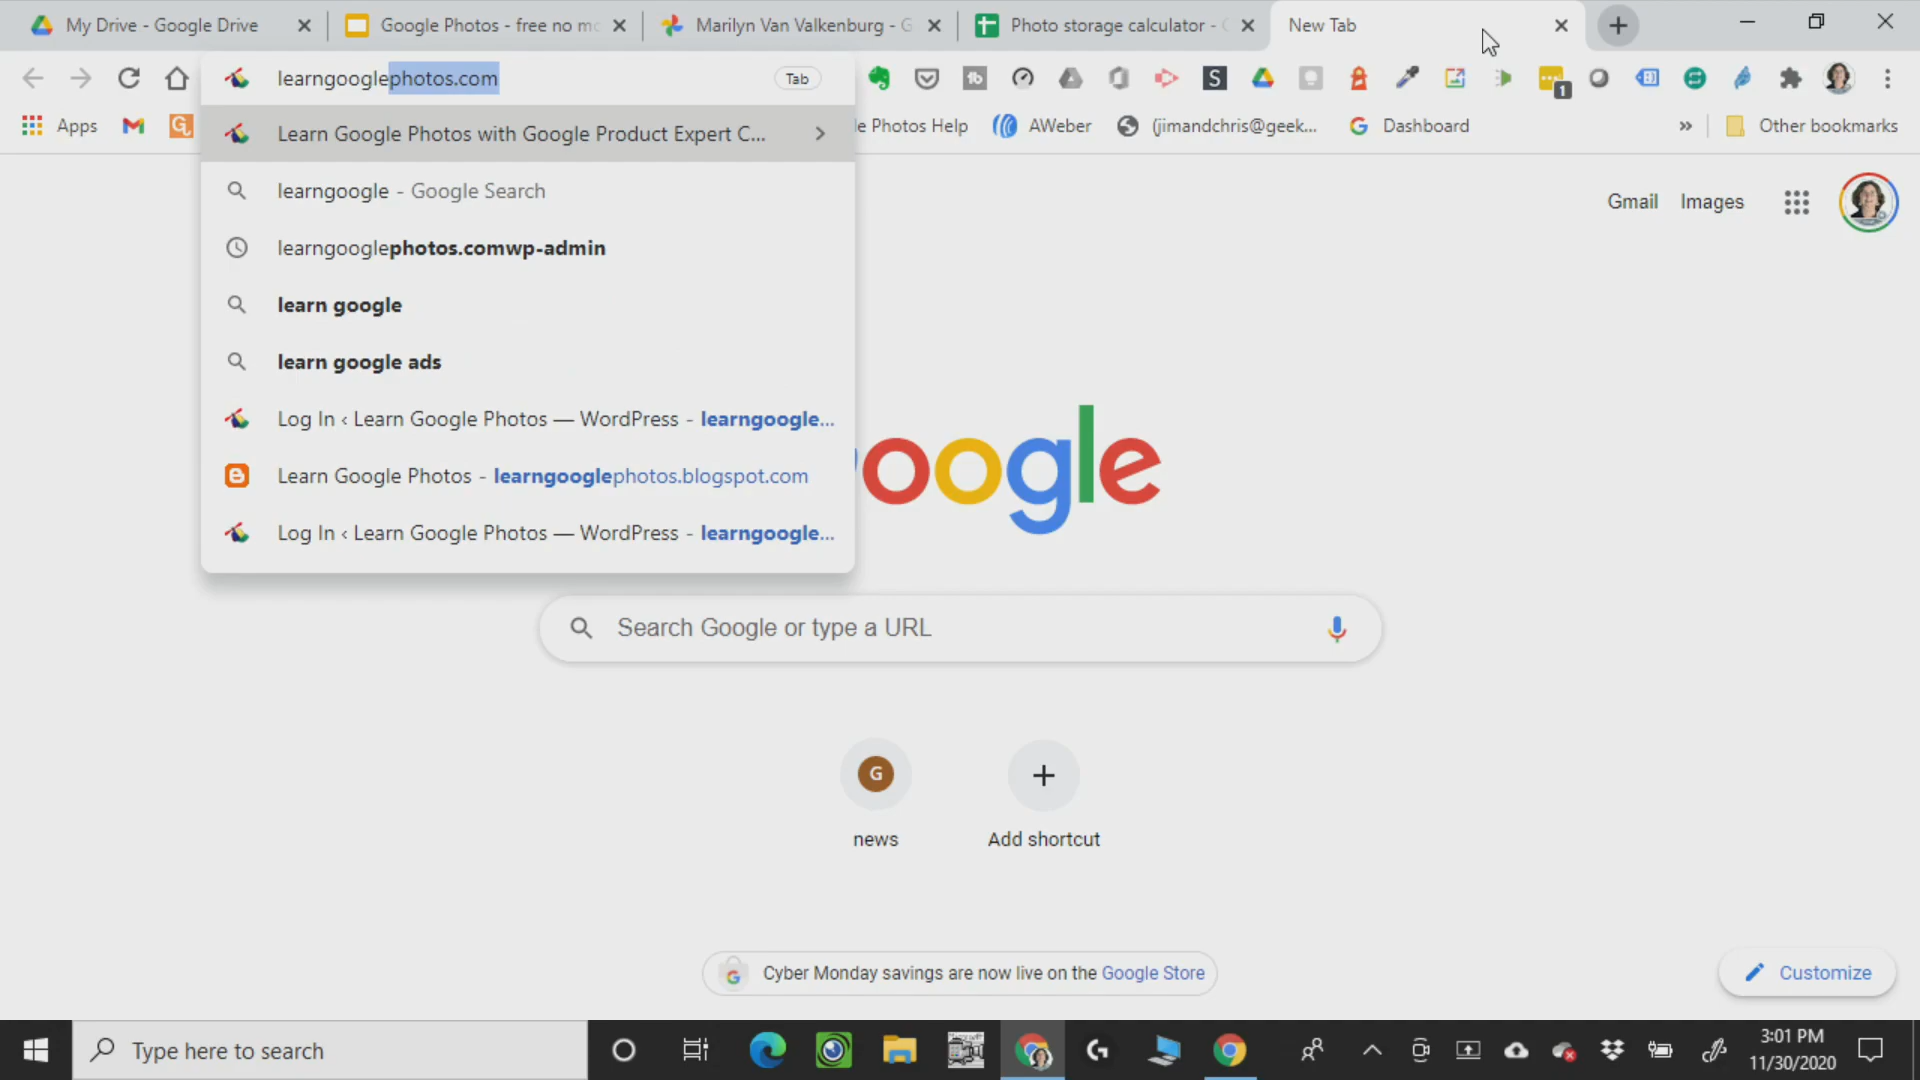 My Drive - Google Drive
Google Photos - free no mo
Marilyn Van Valkenburg - G
Photo storage calculator -
New Tab
learngooglephotos.com
Tab
S
1
Apps
e Photos Help
AWeber
(jimandchris@geek...
Dashboard
»
Other bookmarks
Learn Google Photos with Google Product Expert C...
learngoogle - Google Search
learngooglephotos.comwp-admin
learn google
learn google ads
Log In ‹ Learn Google Photos — WordPress - learngoogle...
Learn Google Photos - learngooglephotos.blogspot.com
Log In ‹ Learn Google Photos — WordPress - learngoogle...
Gmail
Images
oogle
Search Google or type a URL
G
news
Add shortcut
Cyber Monday savings are now live on the Google Store
Customize
Type here to search
3:01 PM
11/30/2020